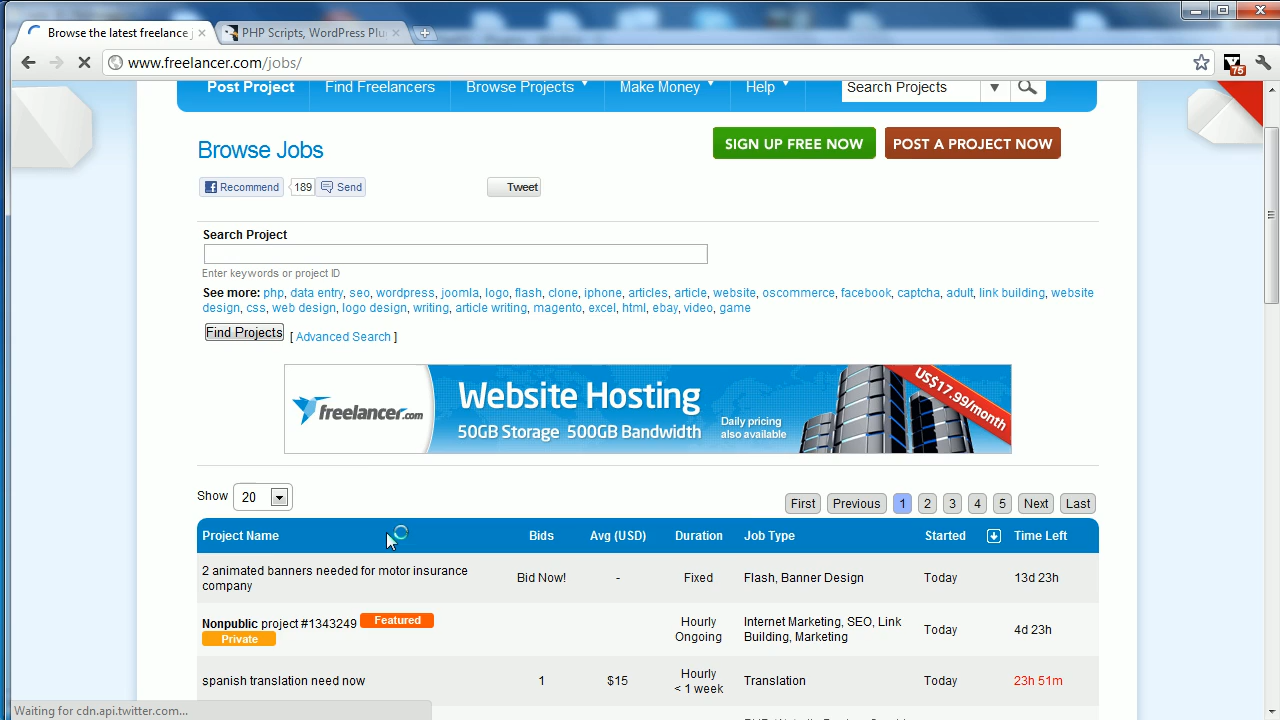 Browse the latest freelance j
PHP Scripts, WordPress Plu
www.freelancer.com/jobs/
75
Post Project Find Freelancers Browse Projects Make Money Help Search Projects
Browse Jobs SIGN UP FREE NOW POST A PROJECT NOW
Recommend 189 Send Tweet
Search Project
Enter keywords or project ID
See more: php, data entry, seo, wordpress, joomla, logo, flash, clone, iphone, articles, article, website, oscommerce, facebook, captcha, adult, link building, website
design, css, web design, logo design, writing, article writing, magento, excel, html, ebay, video, game
Find Projects [ Advanced Search ]
freelancer.com
Website Hosting
50GB Storage 500GB Bandwidth
Daily pricing
also available
US$17.99/month
Show 20 First Previous 1 2 3 4 5 Next Last
Project Name Bids Avg (USD) Duration Job Type Started Time Left
2 animated banners needed for motor insurance
company
Bid Now! - Fixed Flash, Banner Design Today 13d 23h
Nonpublic project #1343249 Featured
Private
Hourly
Ongoing
Internet Marketing, SEO, Link
Building, Marketing
Today 4d 23h
spanish translation need now 1 $15
Hourly
< 1 week
Translation Today 23h 51m
Waiting for cdn.api.twitter.com...